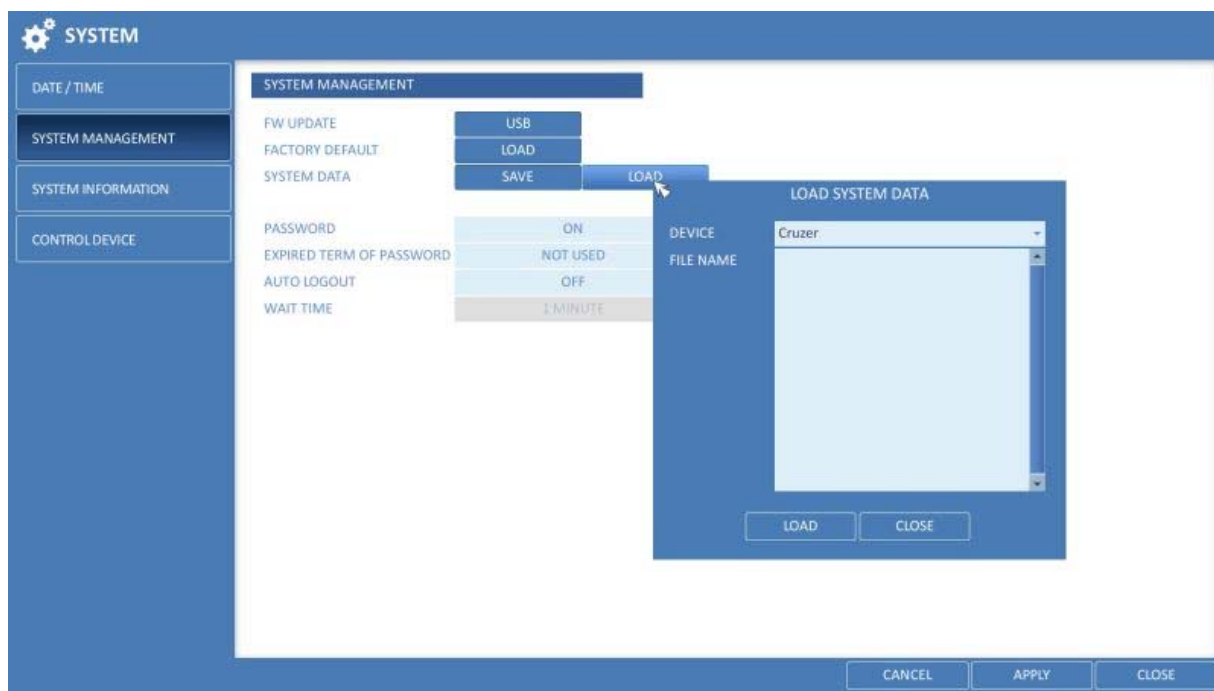 SYSTEM
DATE / TIME
SYSTEM MANAGEMENT
SYSTEM INFORMATION
CONTROL DEVICE
SYSTEM MANAGEMENT
FW UPDATE USB
FACTORY DEFAULT LOAD
SYSTEM DATA SAVE LOAD
PASSWORD ON
EXPIRED TERM OF PASSWORD NOT USED
AUTO LOGOUT OFF
WAIT TIME 1 MINUTE
LOAD SYSTEM DATA
DEVICE Cruzer
FILE NAME
LOAD CLOSE
CANCEL APPLY CLOSE